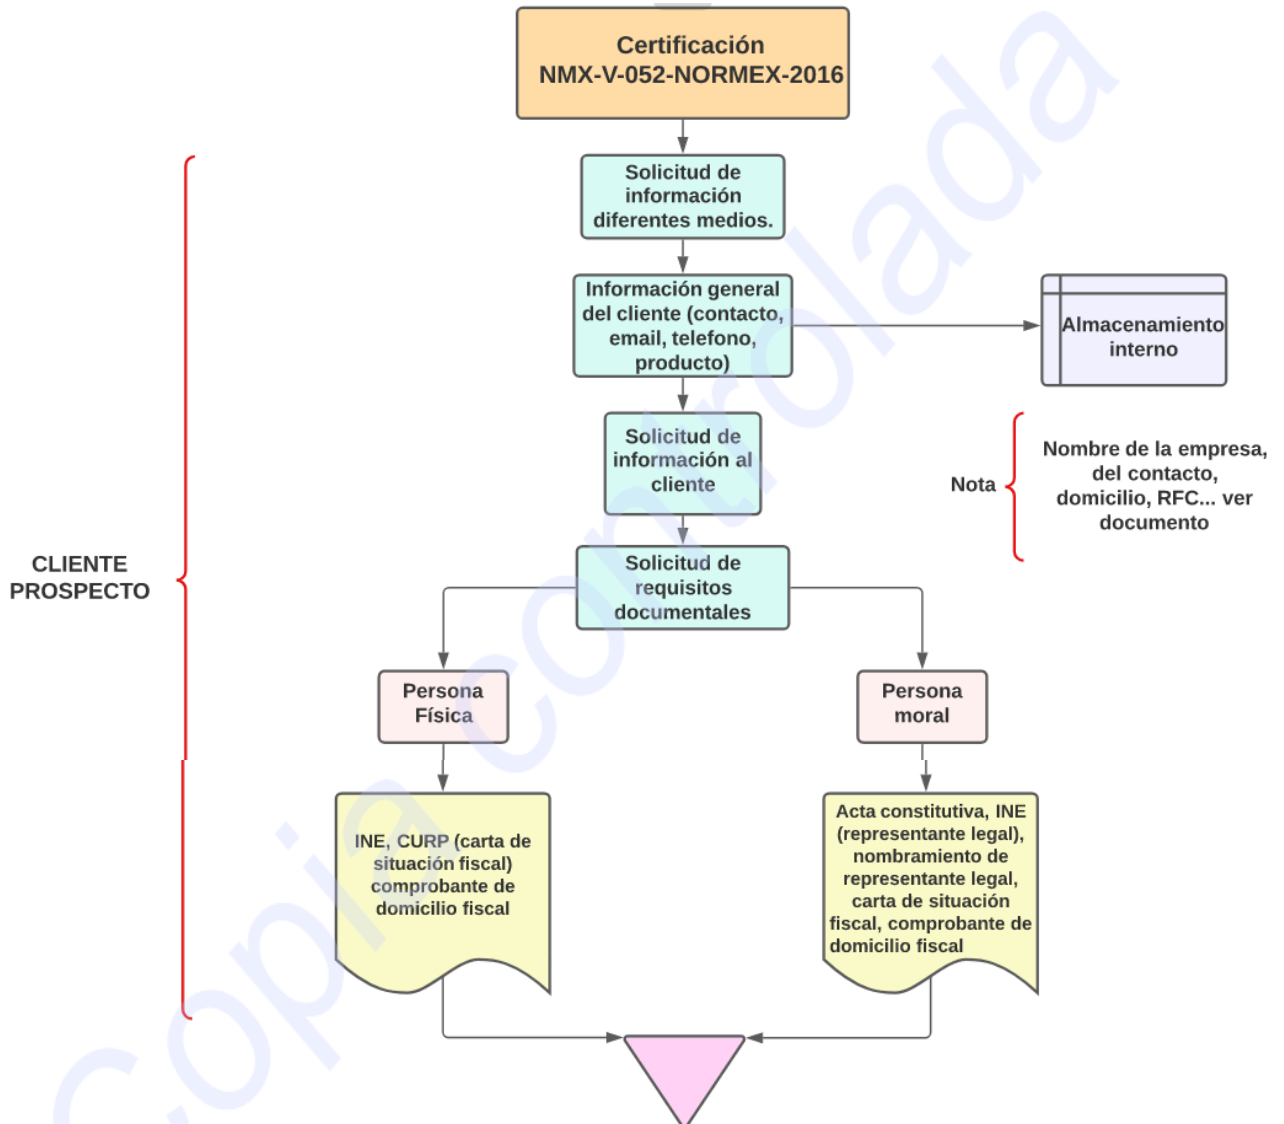 Certificación
NMX-V-052-NORMEX-2016
Solicitud de
información
diferentes medios.
Información general
del cliente (contacto,
email, telefono,
producto)
Almacenamiento
interno
Solicitud de
información al
cliente
Nota
Nombre de la empresa,
del contacto,
domicilio, RFC... ver
documento
CLIENTE
PROSPECTO
Solicitud de
requisitos
documentales
Persona
Física
Persona
moral
INE, CURP (carta de
situación fiscal)
comprobante de
domicilio fiscal
Acta constitutiva, INE
(representante legal),
nombramiento de
representante legal,
carta de situación
fiscal, comprobante de
domicilio fiscal
Copia controlada